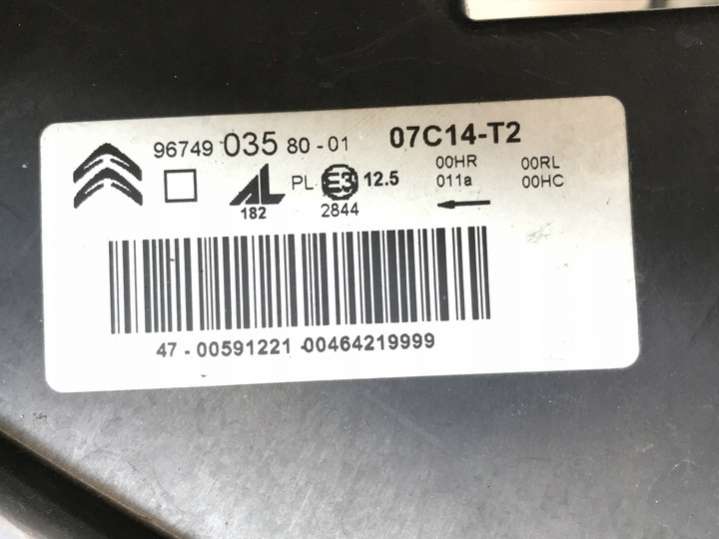 96749 035 80-01 07C14-T2
AL PL E3 12.5 00HR 00RL
182 2844 011a 00HC
47-00591221-00464219999